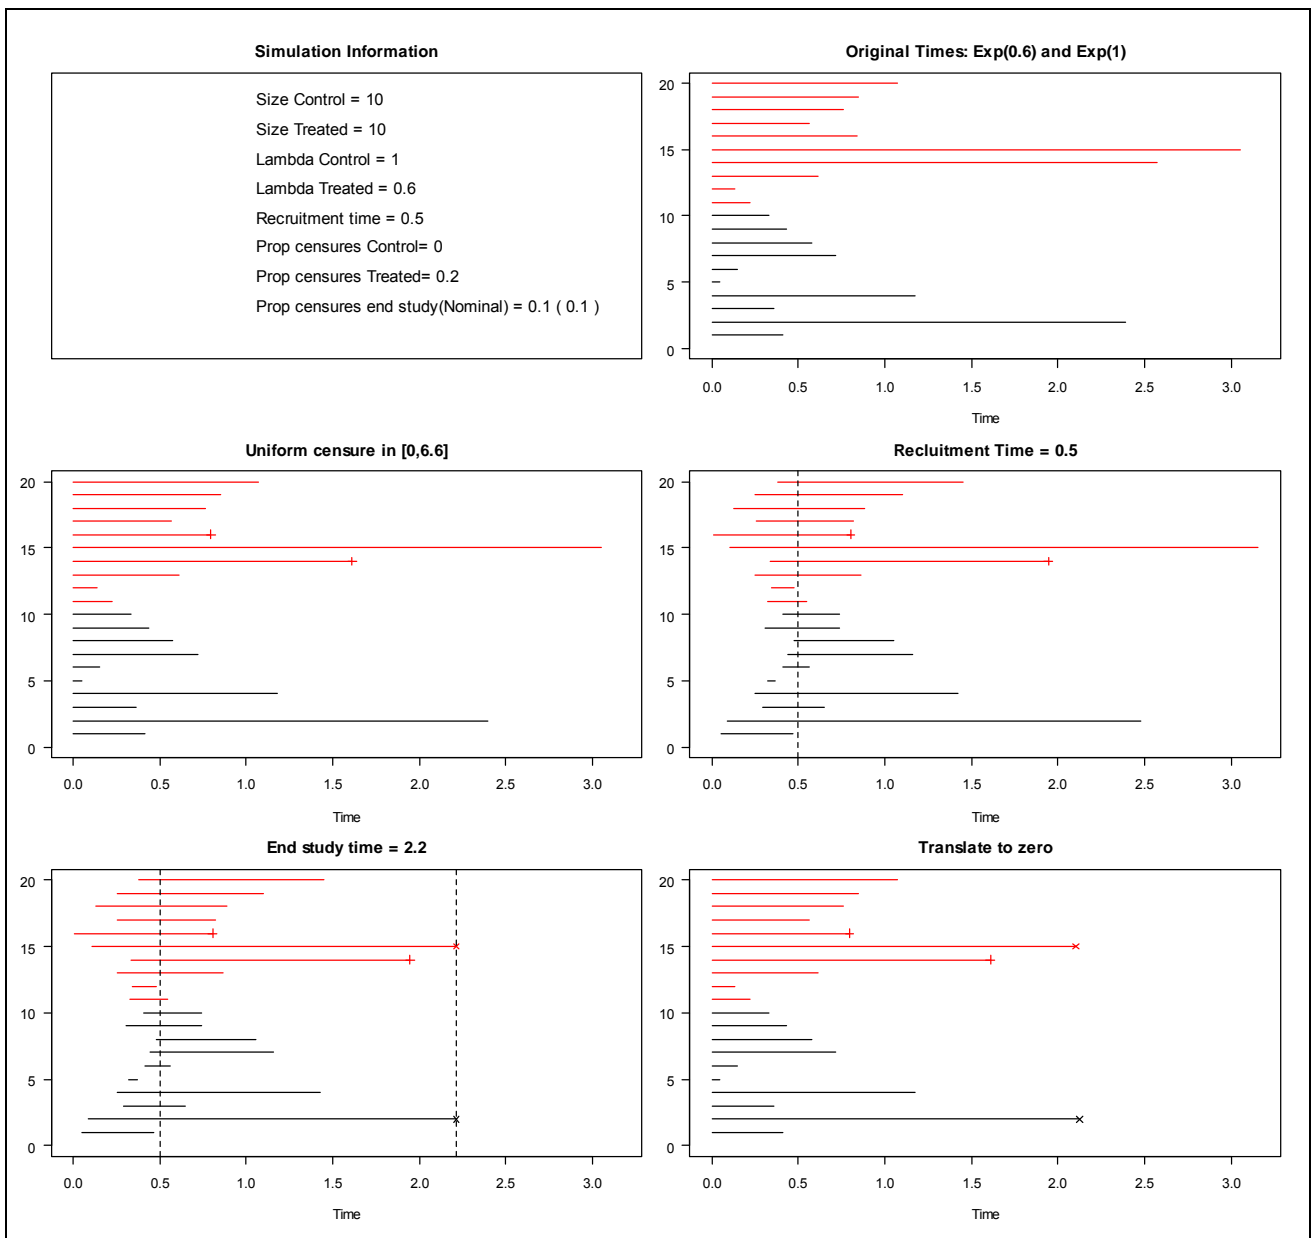 Simulation Information
Size Control = 10
Size Treated = 10
Lambda Control = 1
Lambda Treated = 0.6
Recruitment time = 0.5
Prop censures Control= 0
Prop censures Treated= 0.2
Prop censures end study(Nominal) = 0.1 ( 0.1 )
Original Times: Exp(0.6) and Exp(1)
20
15
10
5
0
0.0 0.5 1.0 1.5 2.0 2.5 3.0
Time
Uniform censure in [0,6.6]
20
15
10
5
0
0.0 0.5 1.0 1.5 2.0 2.5 3.0
Time
Recluitment Time = 0.5
20
15
10
5
0
0.0 0.5 1.0 1.5 2.0 2.5 3.0
Time
End study time = 2.2
20
15
10
5
0
0.0 0.5 1.0 1.5 2.0 2.5 3.0
Time
Translate to zero
20
15
10
5
0
0.0 0.5 1.0 1.5 2.0 2.5 3.0
Time